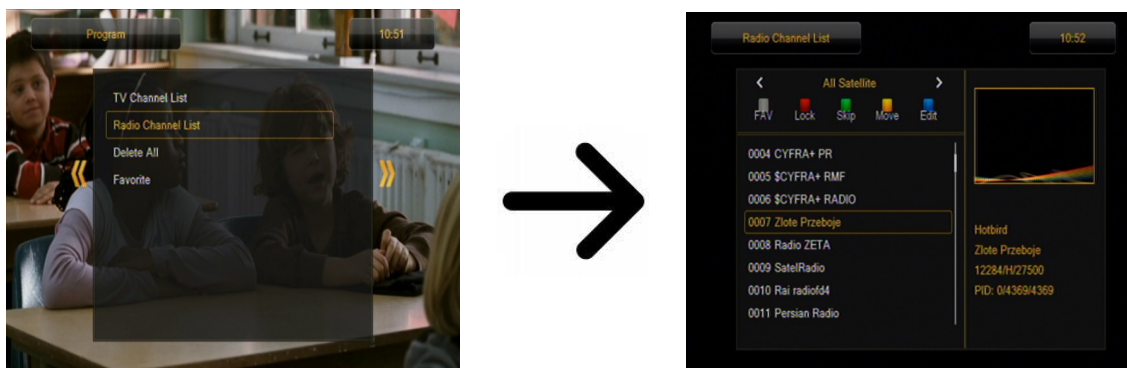 Program
10:51
TV Channel List
Radio Channel List
Delete All
Favorite
Radio Channel List
10:52
All Satellite
FAV Lock Skip Move Edit
0004 CYFRA+ PR
0005 $CYFRA+ RMF
0006 $CYFRA+ RADIO
0007 Zlote Przeboje
0008 Radio ZETA
0009 SatelRadio
0010 Rai radiofd4
0011 Persian Radio
Hotbird
Zlote Przeboje
12284/H/27500
PID: 0/4369/4369